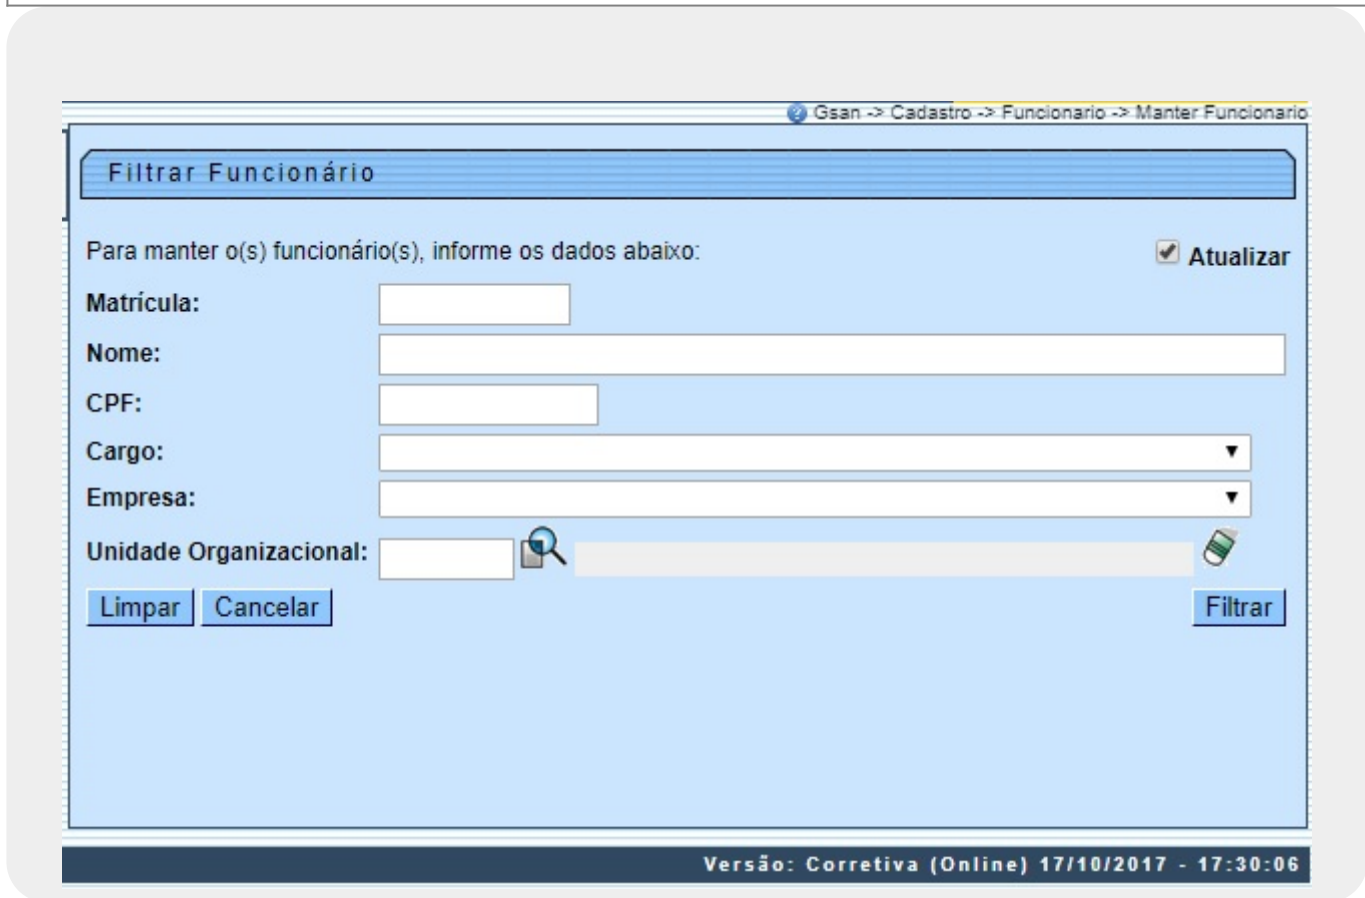 Gsan -> Cadastro -> Funcionario -> Manter Funcionario
Filtrar Funcionário
Para manter o(s) funcionário(s), informe os dados abaixo:
Atualizar
Matrícula:
Nome:
CPF:
Cargo:
Empresa:
Unidade Organizacional:
Limpar Cancelar Filtrar
Versão: Corretiva (Online) 17/10/2017 - 17:30:06